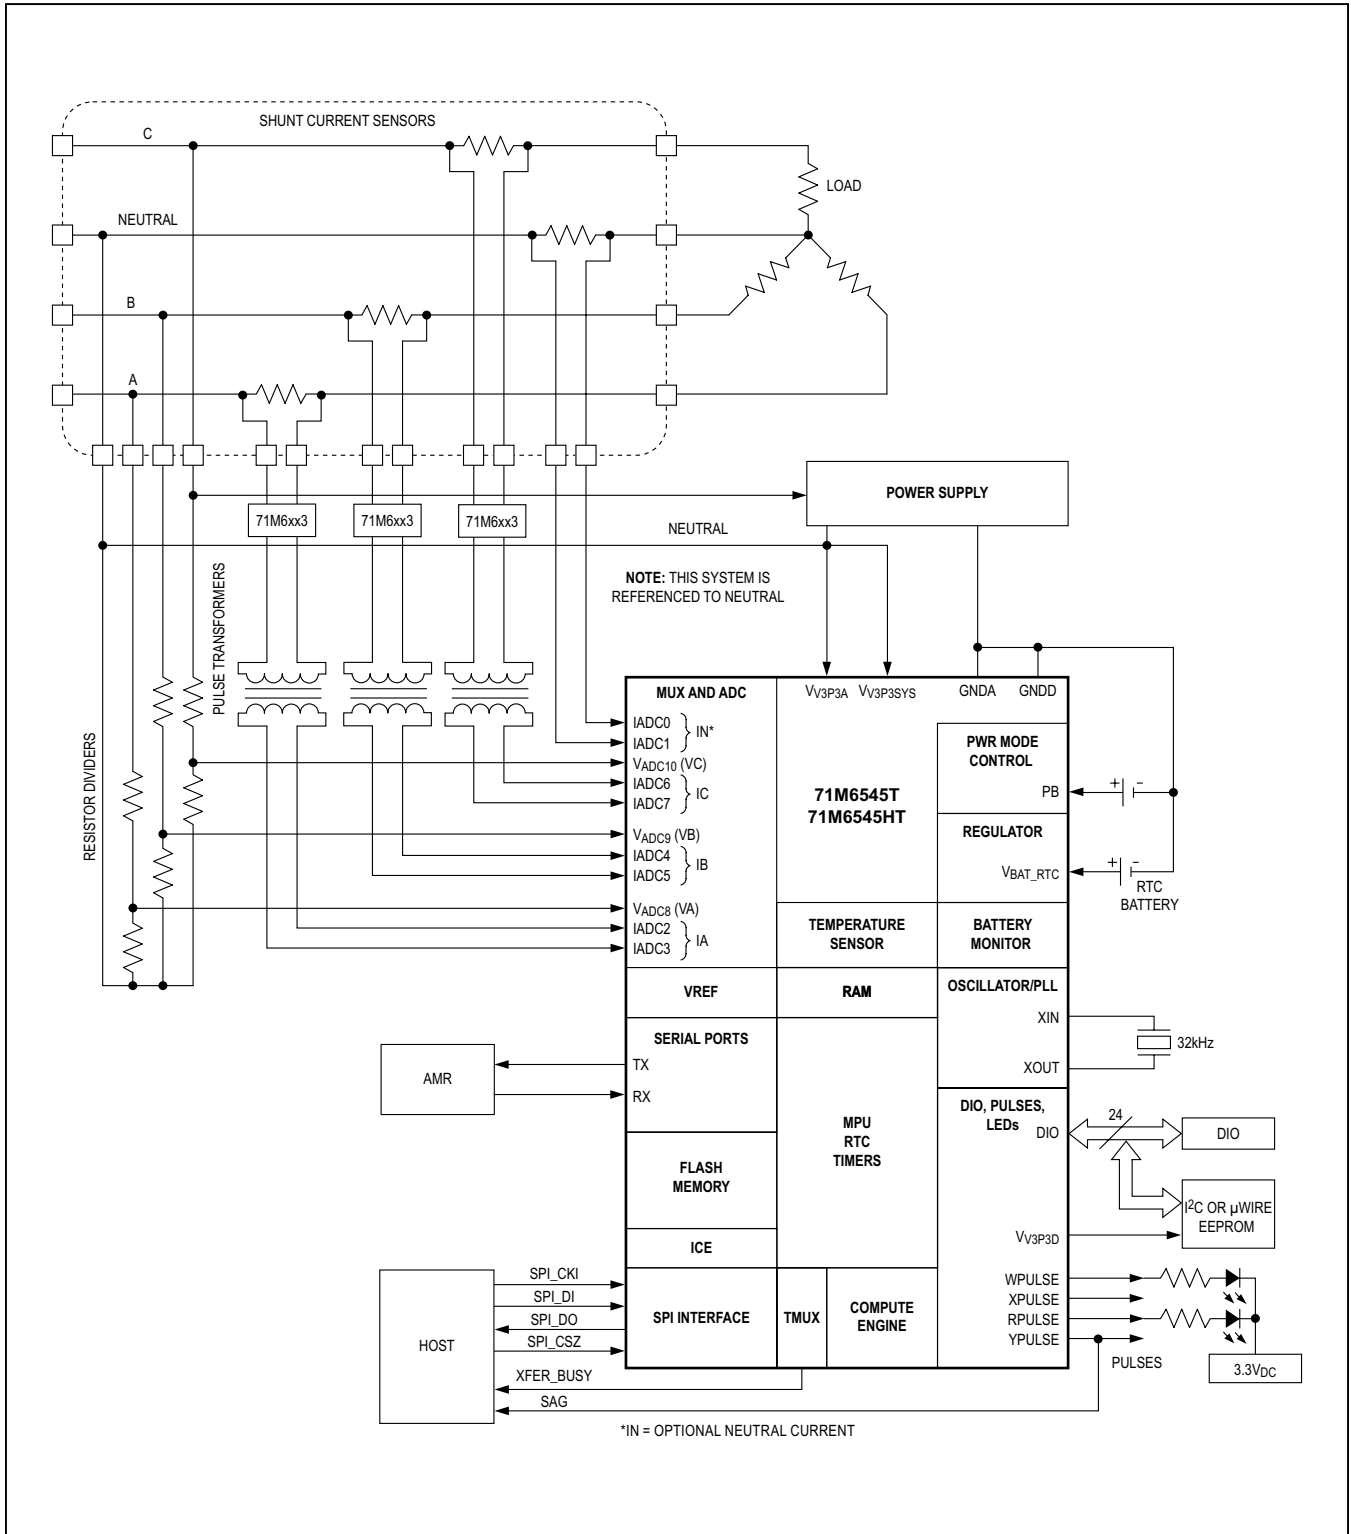 SHUNT CURRENT SENSORS
C
LOAD
NEUTRAL
B
A
POWER SUPPLY
71M6xx3
71M6xx3
71M6xx3
NEUTRAL
NOTE: THIS SYSTEM IS
REFERENCED TO NEUTRAL
PULSE TRANSFORMERS
RESISTOR DIVIDERS
MUX AND ADC
VV3P3A
VV3P3SYS
GNDA
GNDD
IADC0
IADC1
IN*
VADC10 (VC)
IADC6
IADC7
IC
VADC9 (VB)
IADC4
IADC5
IB
VADC8 (VA)
IADC2
IADC3
IA
71M6545T
71M6545HT
PWR MODE
CONTROL
PB
+ -
REGULATOR
VBAT_RTC
+ -
RTC
BATTERY
TEMPERATURE
SENSOR
BATTERY
MONITOR
VREF
RAM
OSCILLATOR/PLL
XIN
32kHz
XOUT
SERIAL PORTS
TX
RX
AMR
MPU
RTC
TIMERS
DIO, PULSES,
LEDs
DIO
24
DIO
FLASH
MEMORY
I2C OR µWIRE
EEPROM
VV3P3D
ICE
HOST
SPI_CKI
SPI_DI
SPI_DO
SPI_CSZ
XFER_BUSY
SAG
SPI INTERFACE
TMUX
COMPUTE
ENGINE
WPULSE
XPULSE
RPULSE
YPULSE
PULSES
3.3VDC
*IN = OPTIONAL NEUTRAL CURRENT